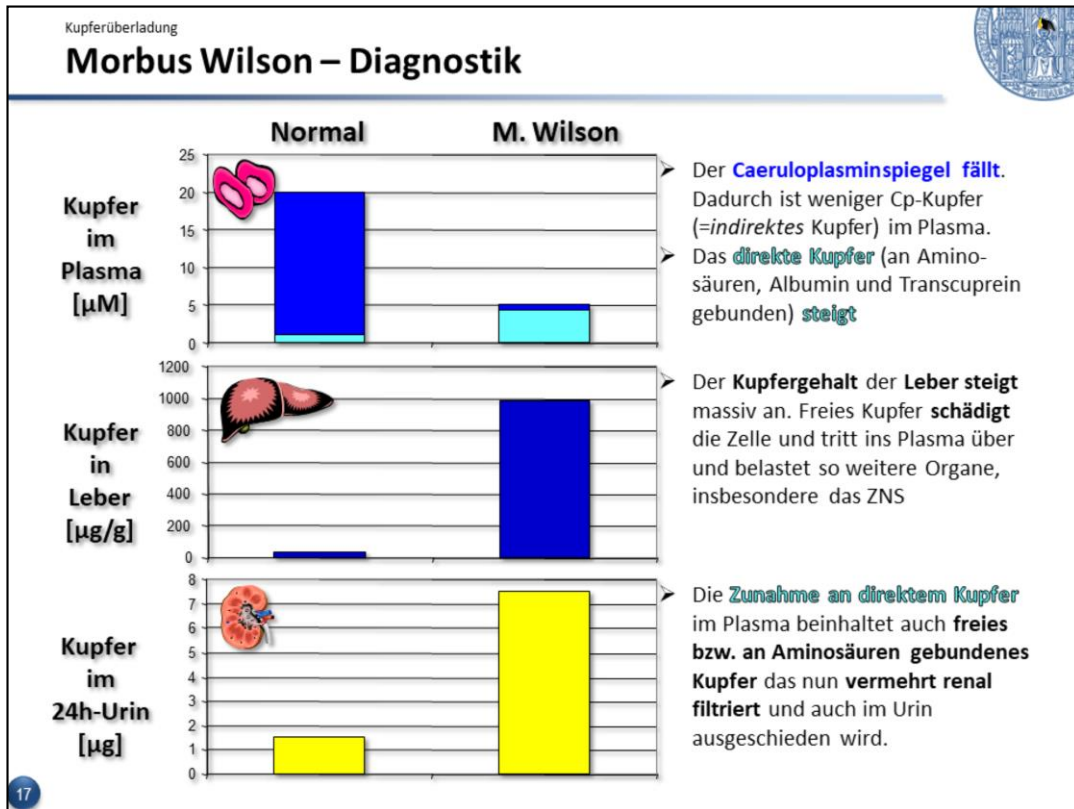 Kupferüberladung
Morbus Wilson – Diagnostik
Normal
M. Wilson
Kupfer
im
Plasma
[µM]
25
20
15
10
5
0
Der Caeruloplasminspiegel fällt.
Dadurch ist weniger Cp-Kupfer
(=indirektes Kupfer) im Plasma.
Das direkte Kupfer (an Amino-
säuren, Albumin und Transcuprein
gebunden) steigt
Kupfer
in
Leber
[µg/g]
1200
1000
800
600
400
200
0
Der Kupfergehalt der Leber steigt
massiv an. Freies Kupfer schädigt
die Zelle und tritt ins Plasma über
und belastet so weitere Organe,
insbesondere das ZNS
Kupfer
im
24h-Urin
[µg]
8
7
6
5
4
3
2
1
0
Die Zunahme an direktem Kupfer
im Plasma beinhaltet auch freies
bzw. an Aminosäuren gebundenes
Kupfer das nun vermehrt renal
filtriert und auch im Urin
ausgeschieden wird.
17